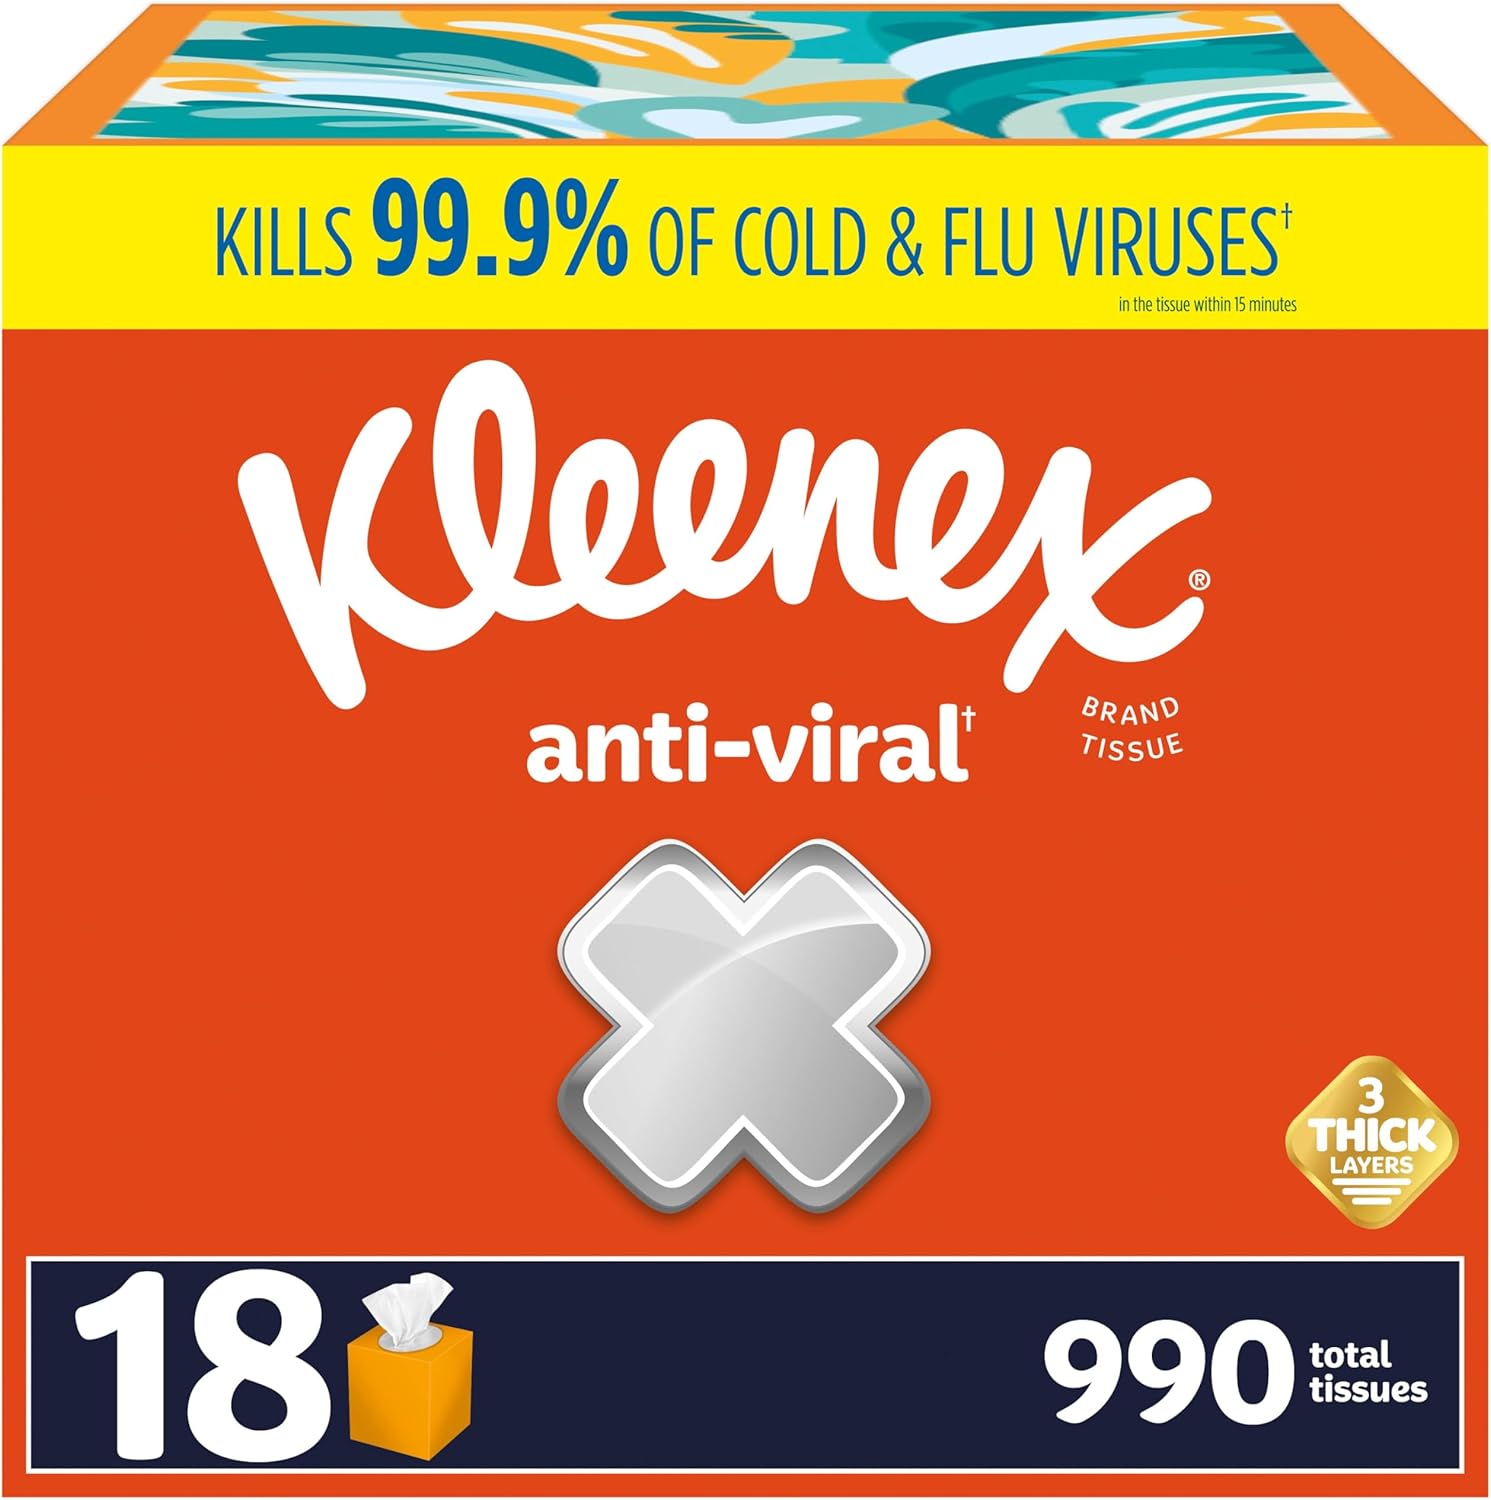 KILLS 99.9% OF COLD & FLU VIRUSES†
in the tissue within 15 minutes
Kleenex®
BRAND
TISSUE
anti-viral†
3
THICK
LAYERS
18
990 total
tissues